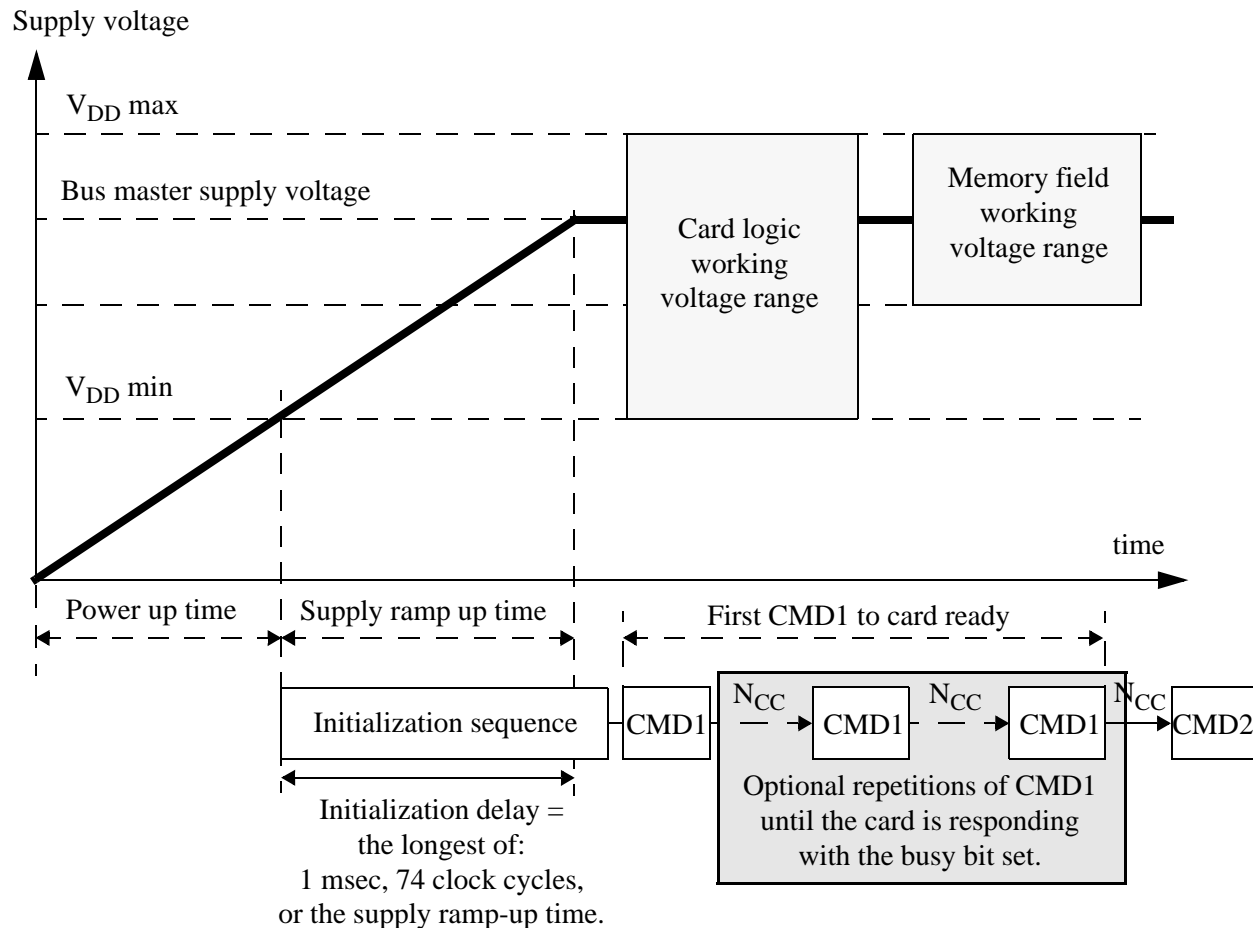 Supply voltage
V_DD max
Bus master supply voltage
Memory field
working
voltage range
Card logic
working
voltage range
V_DD min
time
Power up time
Supply ramp up time
First CMD1 to card ready
Initialization sequence
CMD1
N_CC
CMD1
N_CC
CMD1
N_CC
CMD2
Optional repetitions of CMD1
until the card is responding
with the busy bit set.
Initialization delay =
the longest of:
1 msec, 74 clock cycles,
or the supply ramp-up time.